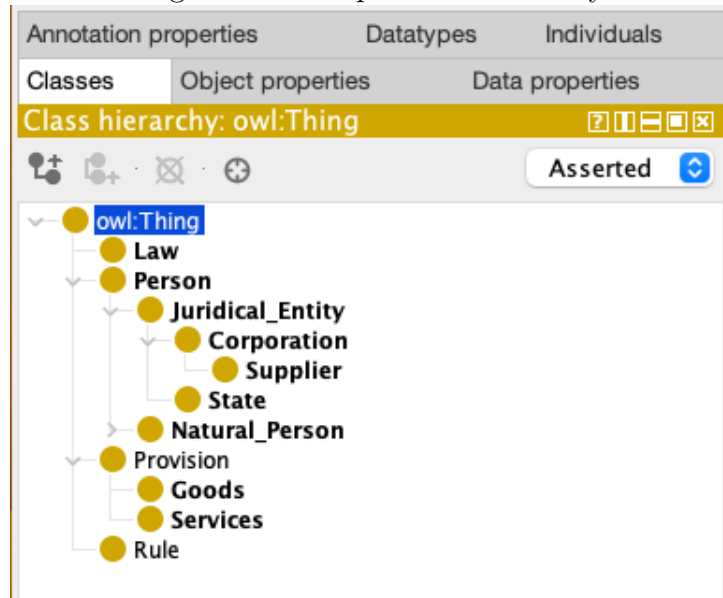 Annotation properties Datatypes Individuals
Classes Object properties Data properties
Class hierarchy: owl:Thing
Asserted
owl:Thing
Law
Person
Juridical_Entity
Corporation
Supplier
State
Natural_Person
Provision
Goods
Services
Rule